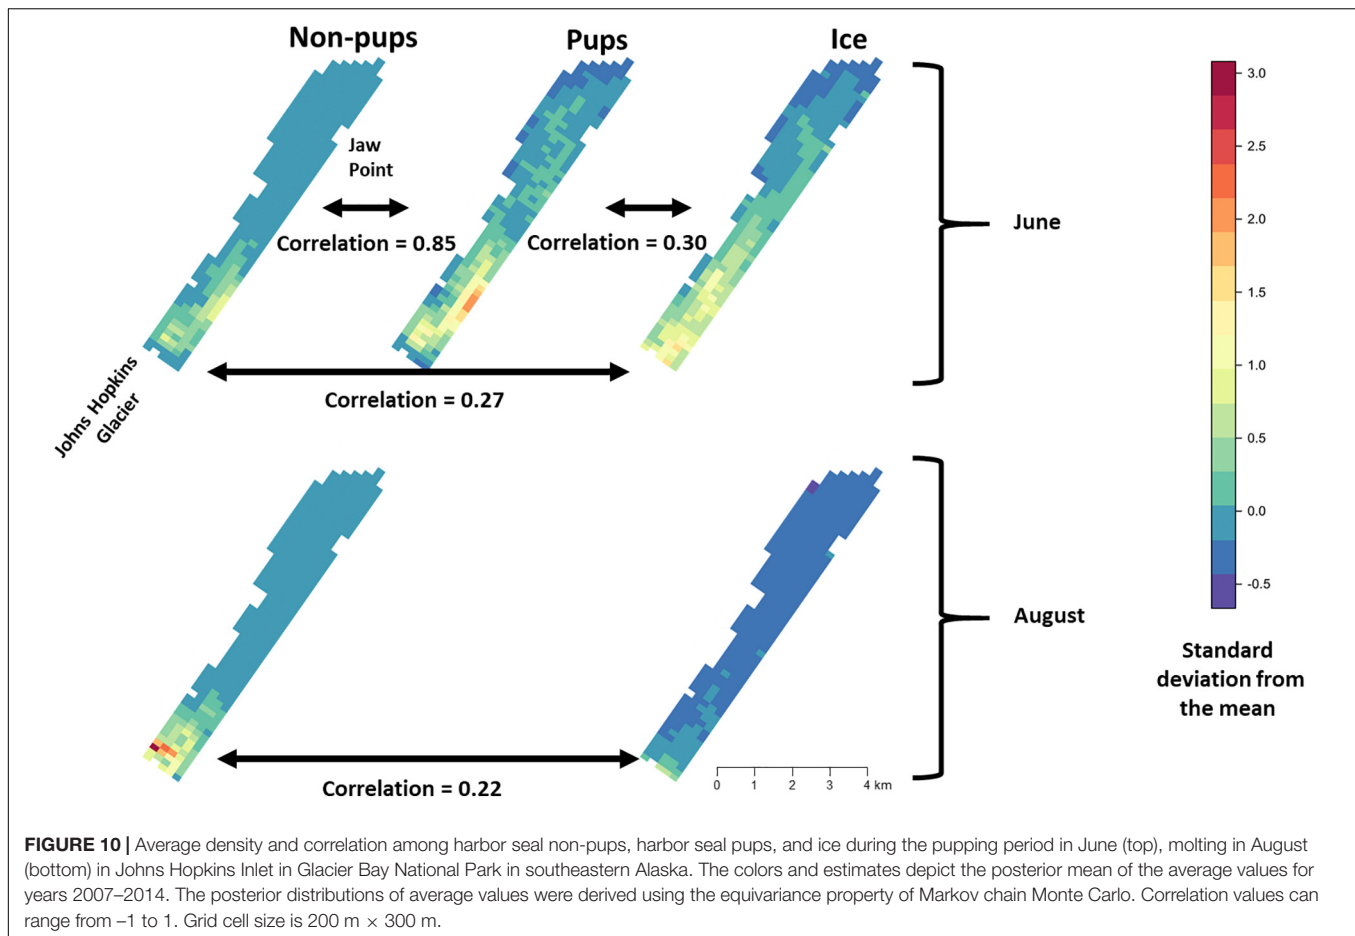 Non-pups
Pups
Ice
Jaw
Point
Correlation = 0.85
Correlation = 0.30
June
Johns Hopkins
Glacier
Correlation = 0.27
August
Correlation = 0.22
0 1 2 3 4 km
3.0
2.5
2.0
1.5
1.0
0.5
0.0
-0.5
Standard
deviation from
the mean
FIGURE 10 | Average density and correlation among harbor seal non-pups, harbor seal pups, and ice during the pupping period in June (top), molting in August
(bottom) in Johns Hopkins Inlet in Glacier Bay National Park in southeastern Alaska. The colors and estimates depict the posterior mean of the average values for
years 2007–2014. The posterior distributions of average values were derived using the equivariance property of Markov chain Monte Carlo. Correlation values can
range from –1 to 1. Grid cell size is 200 m × 300 m.